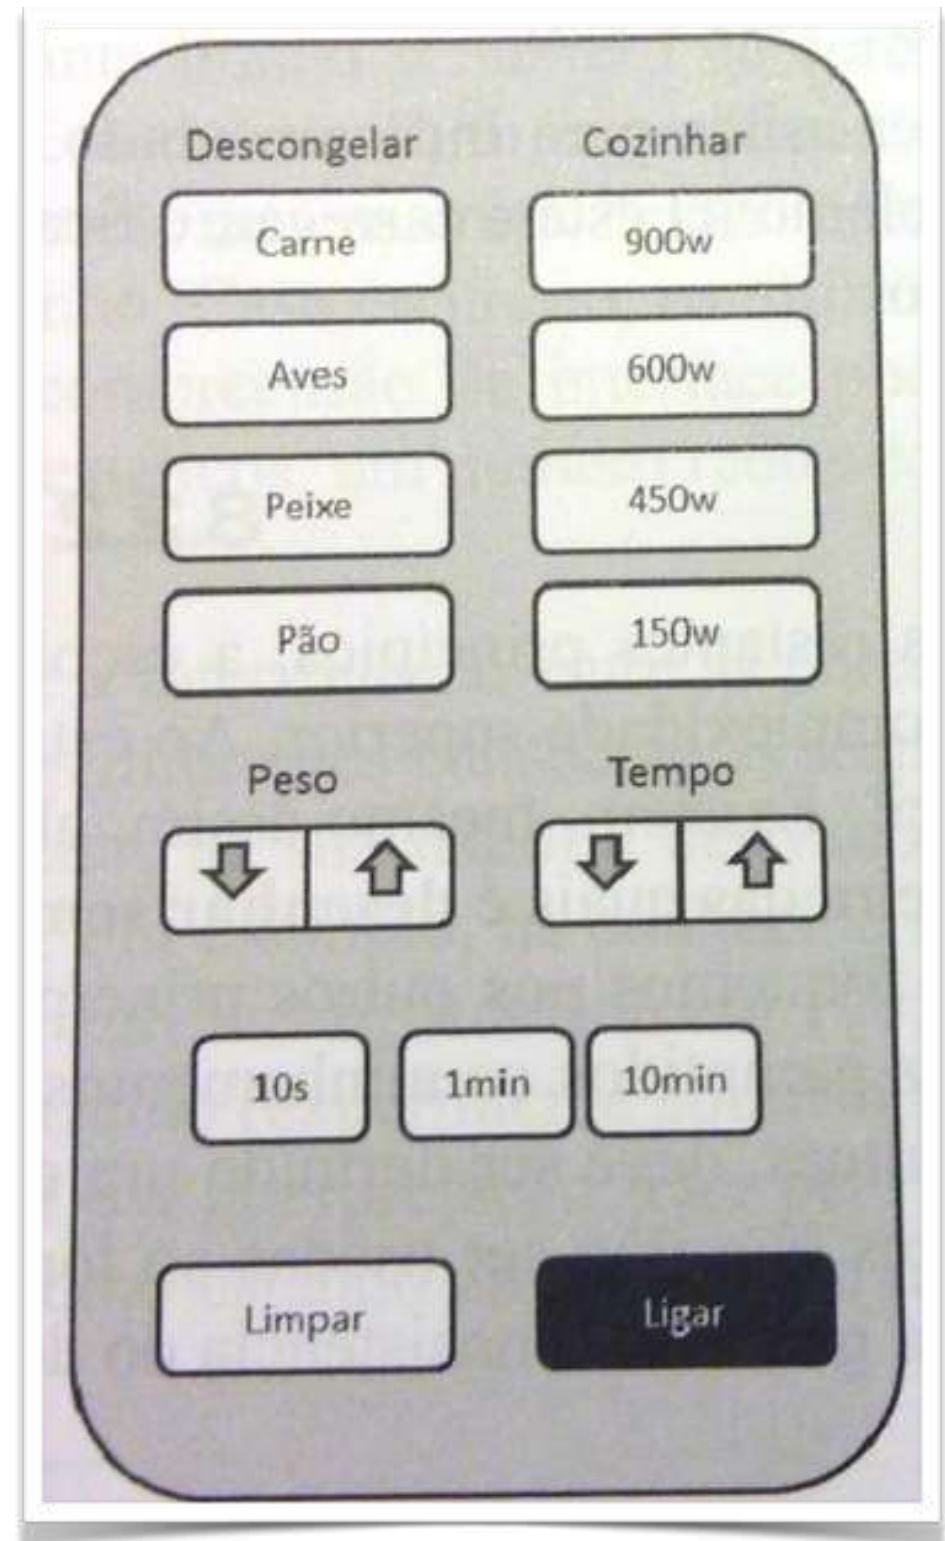 Descongelar Cozinhar
Carne 900w
Aves 600w
Peixe 450w
Pão 150w
Peso Tempo
10s 1min 10min
Limpar Ligar